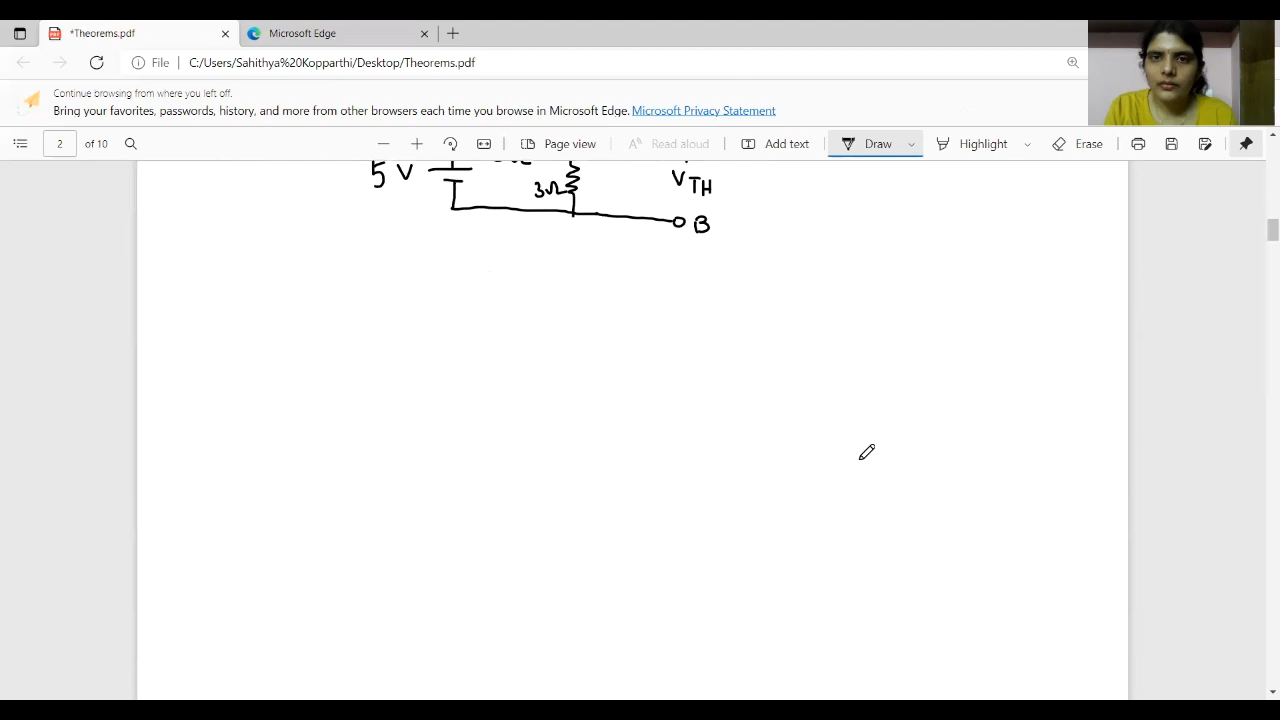 *Theorems.pdf
Microsoft Edge
File
C:/Users/Sahithya%20Kopparthi/Desktop/Theorems.pdf
Continue browsing from where you left off.
Bring your favorites, passwords, history, and more from other browsers each time you browse in Microsoft Edge. Microsoft Privacy Statement
2 of 10
Page view
Read aloud
Add text
Draw
Highlight
Erase
5 V
3Ω
VTH
B